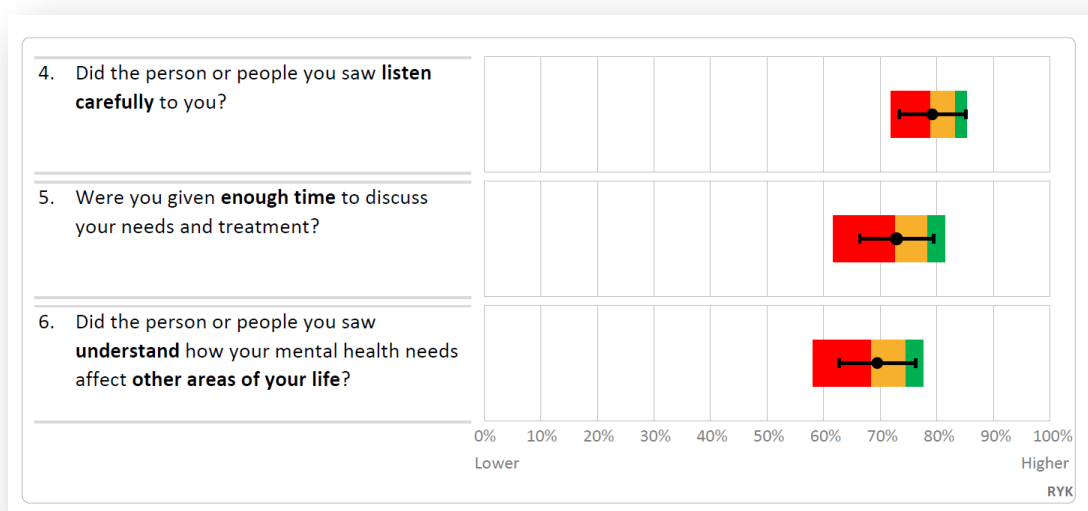 4. Did the person or people you saw listen
carefully to you?
5. Were you given enough time to discuss
your needs and treatment?
6. Did the person or people you saw
understand how your mental health needs
affect other areas of your life?
0% 10% 20% 30% 40% 50% 60% 70% 80% 90% 100%
Lower Higher
RYK